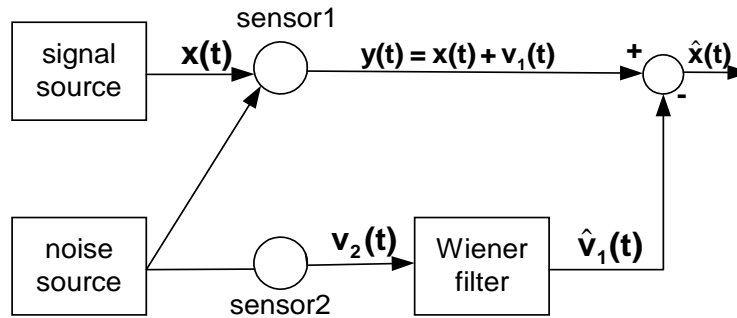 sensor1
signal
source
x(t)
y(t) = x(t) + v₁(t)
+
x̂(t)
-
noise
source
v₂(t)
Wiener
filter
v̂₁(t)
sensor2